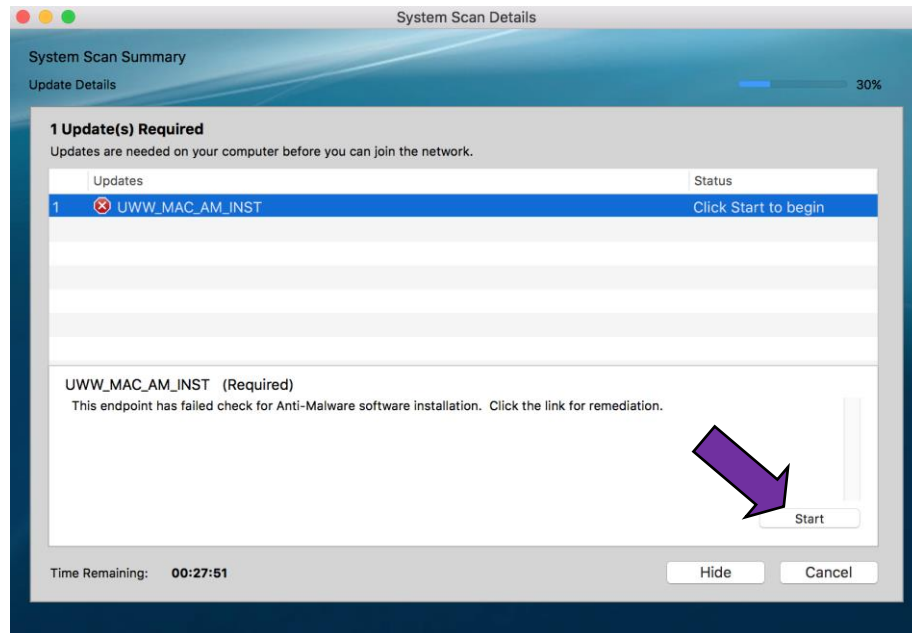 System Scan Details
System Scan Summary
Update Details 30%
1 Update(s) Required
Updates are needed on your computer before you can join the network.
Updates Status
1 UWW_MAC_AM_INST Click Start to begin
UWW_MAC_AM_INST (Required)
This endpoint has failed check for Anti-Malware software installation. Click the link for remediation.
Start
Time Remaining: 00:27:51 Hide Cancel